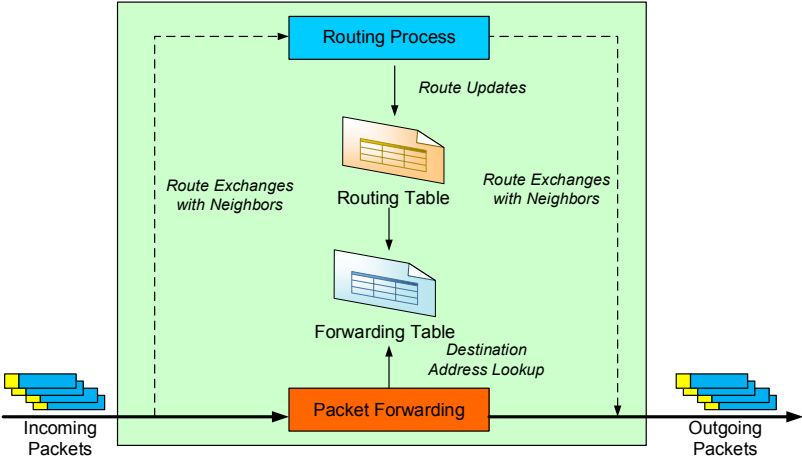 Routing Process
Route Updates
Route Exchanges
with Neighbors
Routing Table
Route Exchanges
with Neighbors
Forwarding Table
Destination
Address Lookup
Packet Forwarding
Incoming
Packets
Outgoing
Packets